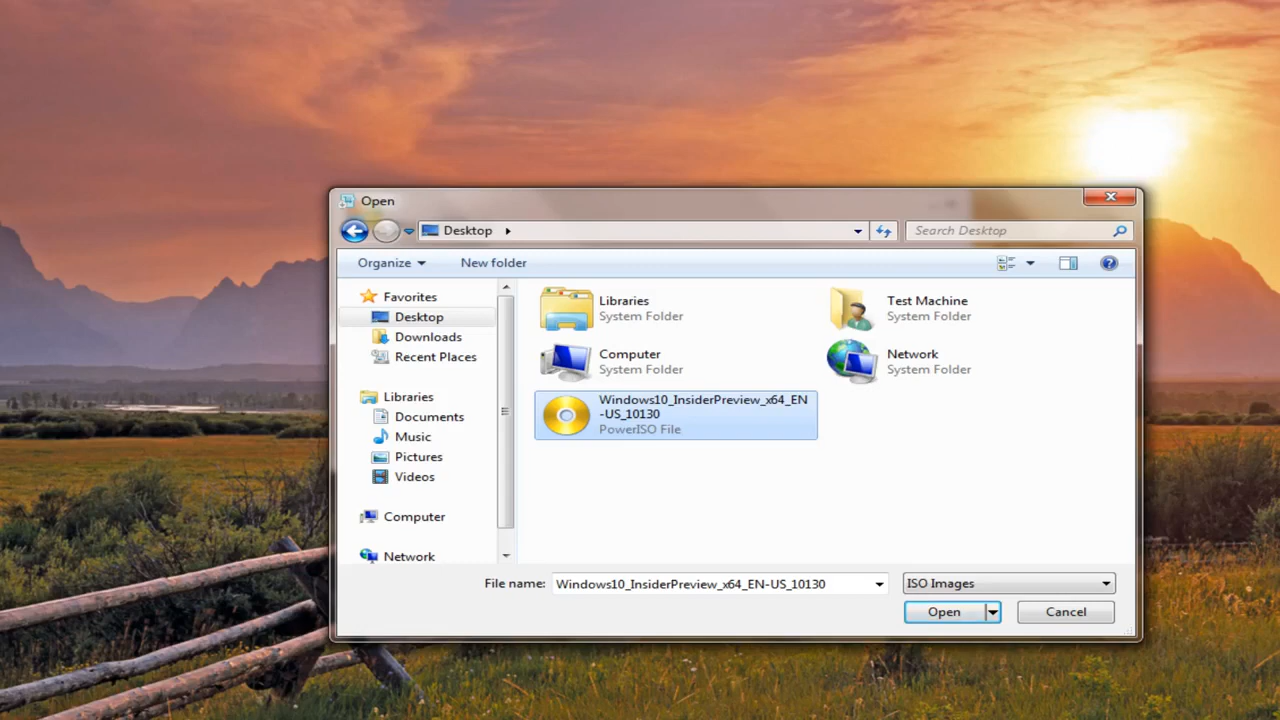 Open
Desktop
Search Desktop
Organize
New folder
Favorites
Desktop
Downloads
Recent Places
Libraries
Documents
Music
Pictures
Videos
Computer
Network
Libraries
System Folder
Test Machine
System Folder
Computer
System Folder
Network
System Folder
Windows10_InsiderPreview_x64_EN
-US_10130
PowerISO File
File name: Windows10_InsiderPreview_x64_EN-US_10130
ISO Images
Open
Cancel